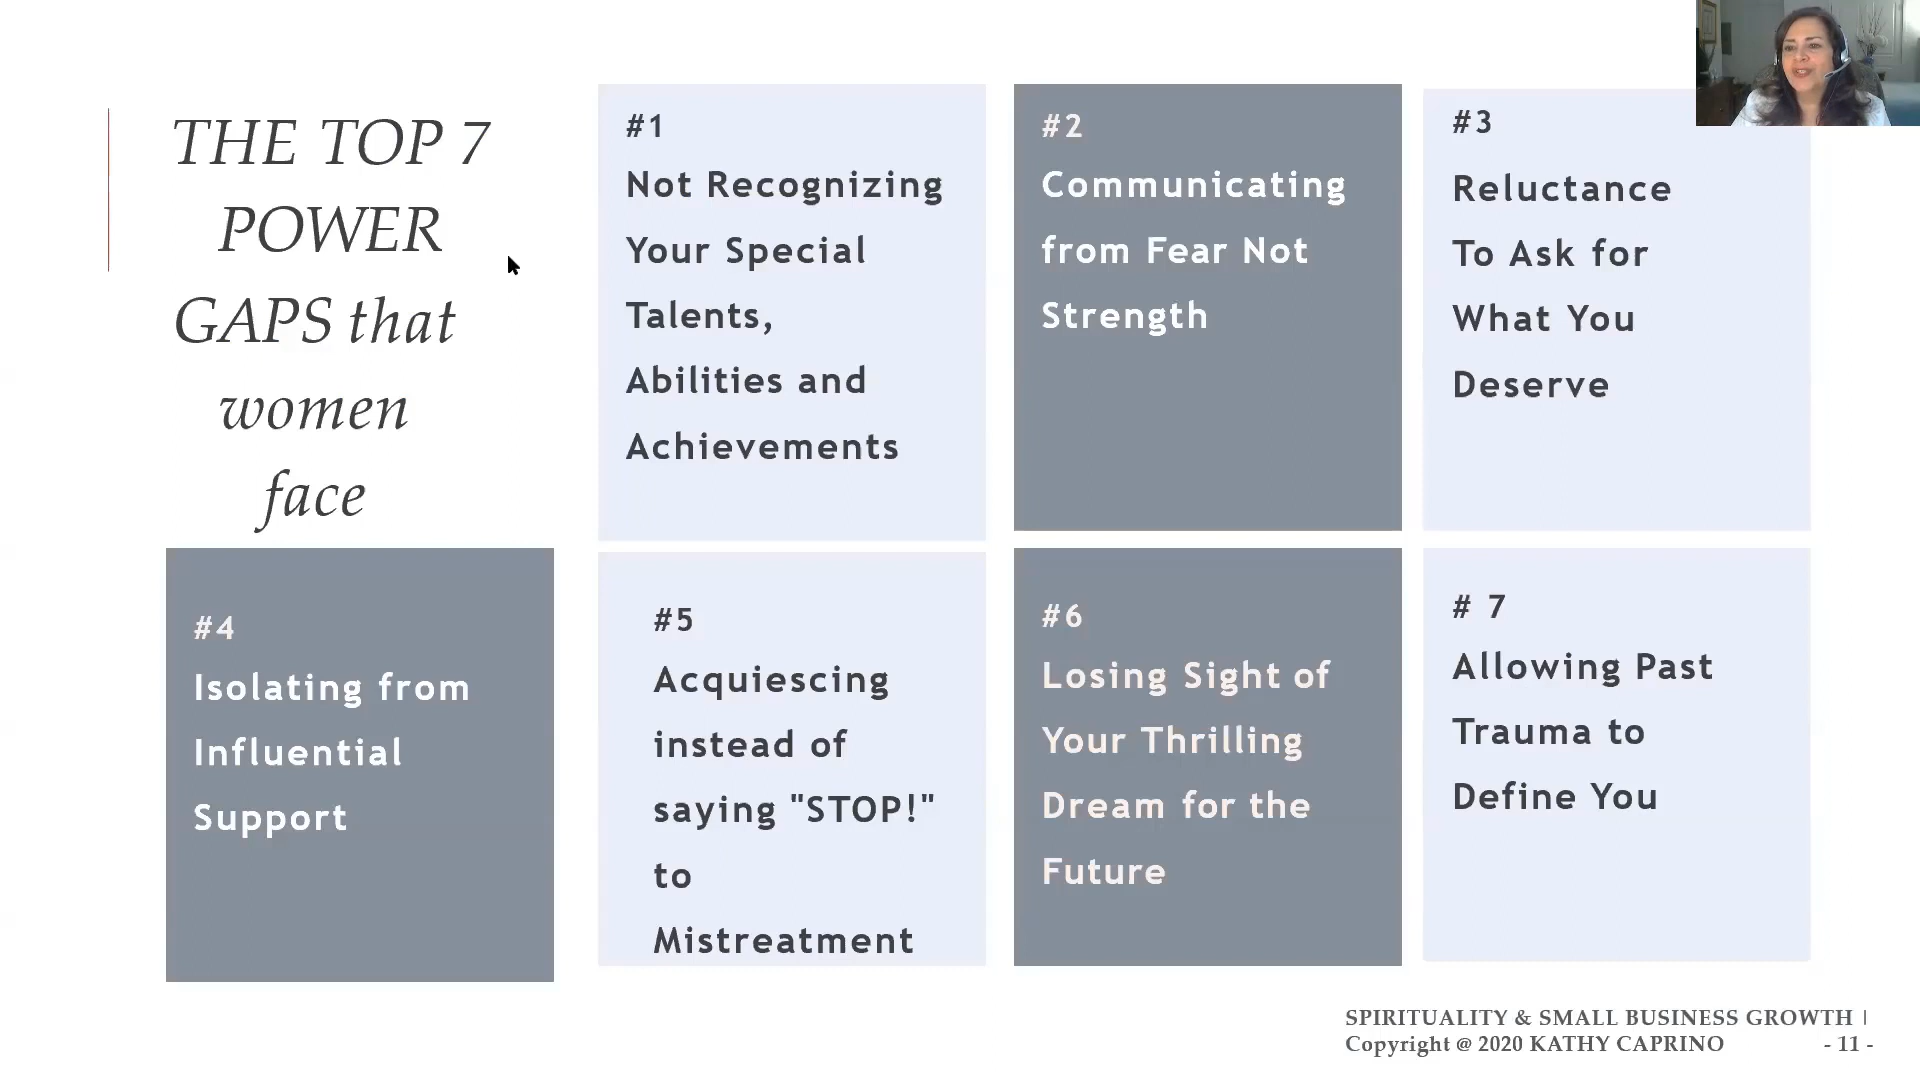 THE TOP 7
POWER
GAPS that
women
face
#1
Not Recognizing
Your Special
Talents,
Abilities and
Achievements
#2
Communicating
from Fear Not
Strength
#3
Reluctance
To Ask for
What You
Deserve
#4
Isolating from
Influential
Support
#5
Acquiescing
instead of
saying "STOP!"
to
Mistreatment
#6
Losing Sight of
Your Thrilling
Dream for the
Future
# 7
Allowing Past
Trauma to
Define You
SPIRITUALITY & SMALL BUSINESS GROWTH |
Copyright @ 2020 KATHY CAPRINO - 11 -